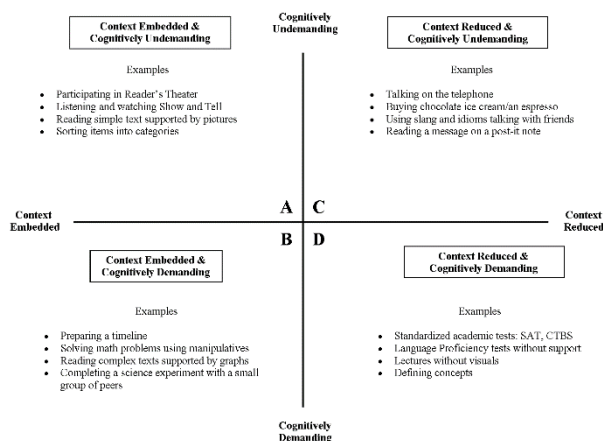 Cognitively
Undemanding
Context Embedded &
Cognitively Undemanding
Examples
Participating in Reader's Theater
Listening and watching Show and Tell
Reading simple text supported by pictures
Sorting items into categories
Context Reduced &
Cognitively Undemanding
Examples
Talking on the telephone
Buying chocolate ice cream/an espresso
Using slang and idioms talking with friends
Reading a message on a post-it note
A C
Context
Embedded
Context
Reduced
B D
Context Embedded &
Cognitively Demanding
Examples
Preparing a timeline
Solving math problems using manipulatives
Reading complex texts supported by graphs
Completing a science experiment with a small
group of peers
Context Reduced &
Cognitively Demanding
Examples
Standardized academic tests: SAT, CTBS
Language Proficiency tests without support
Lectures without visuals
Defining concepts
Cognitively
Demanding